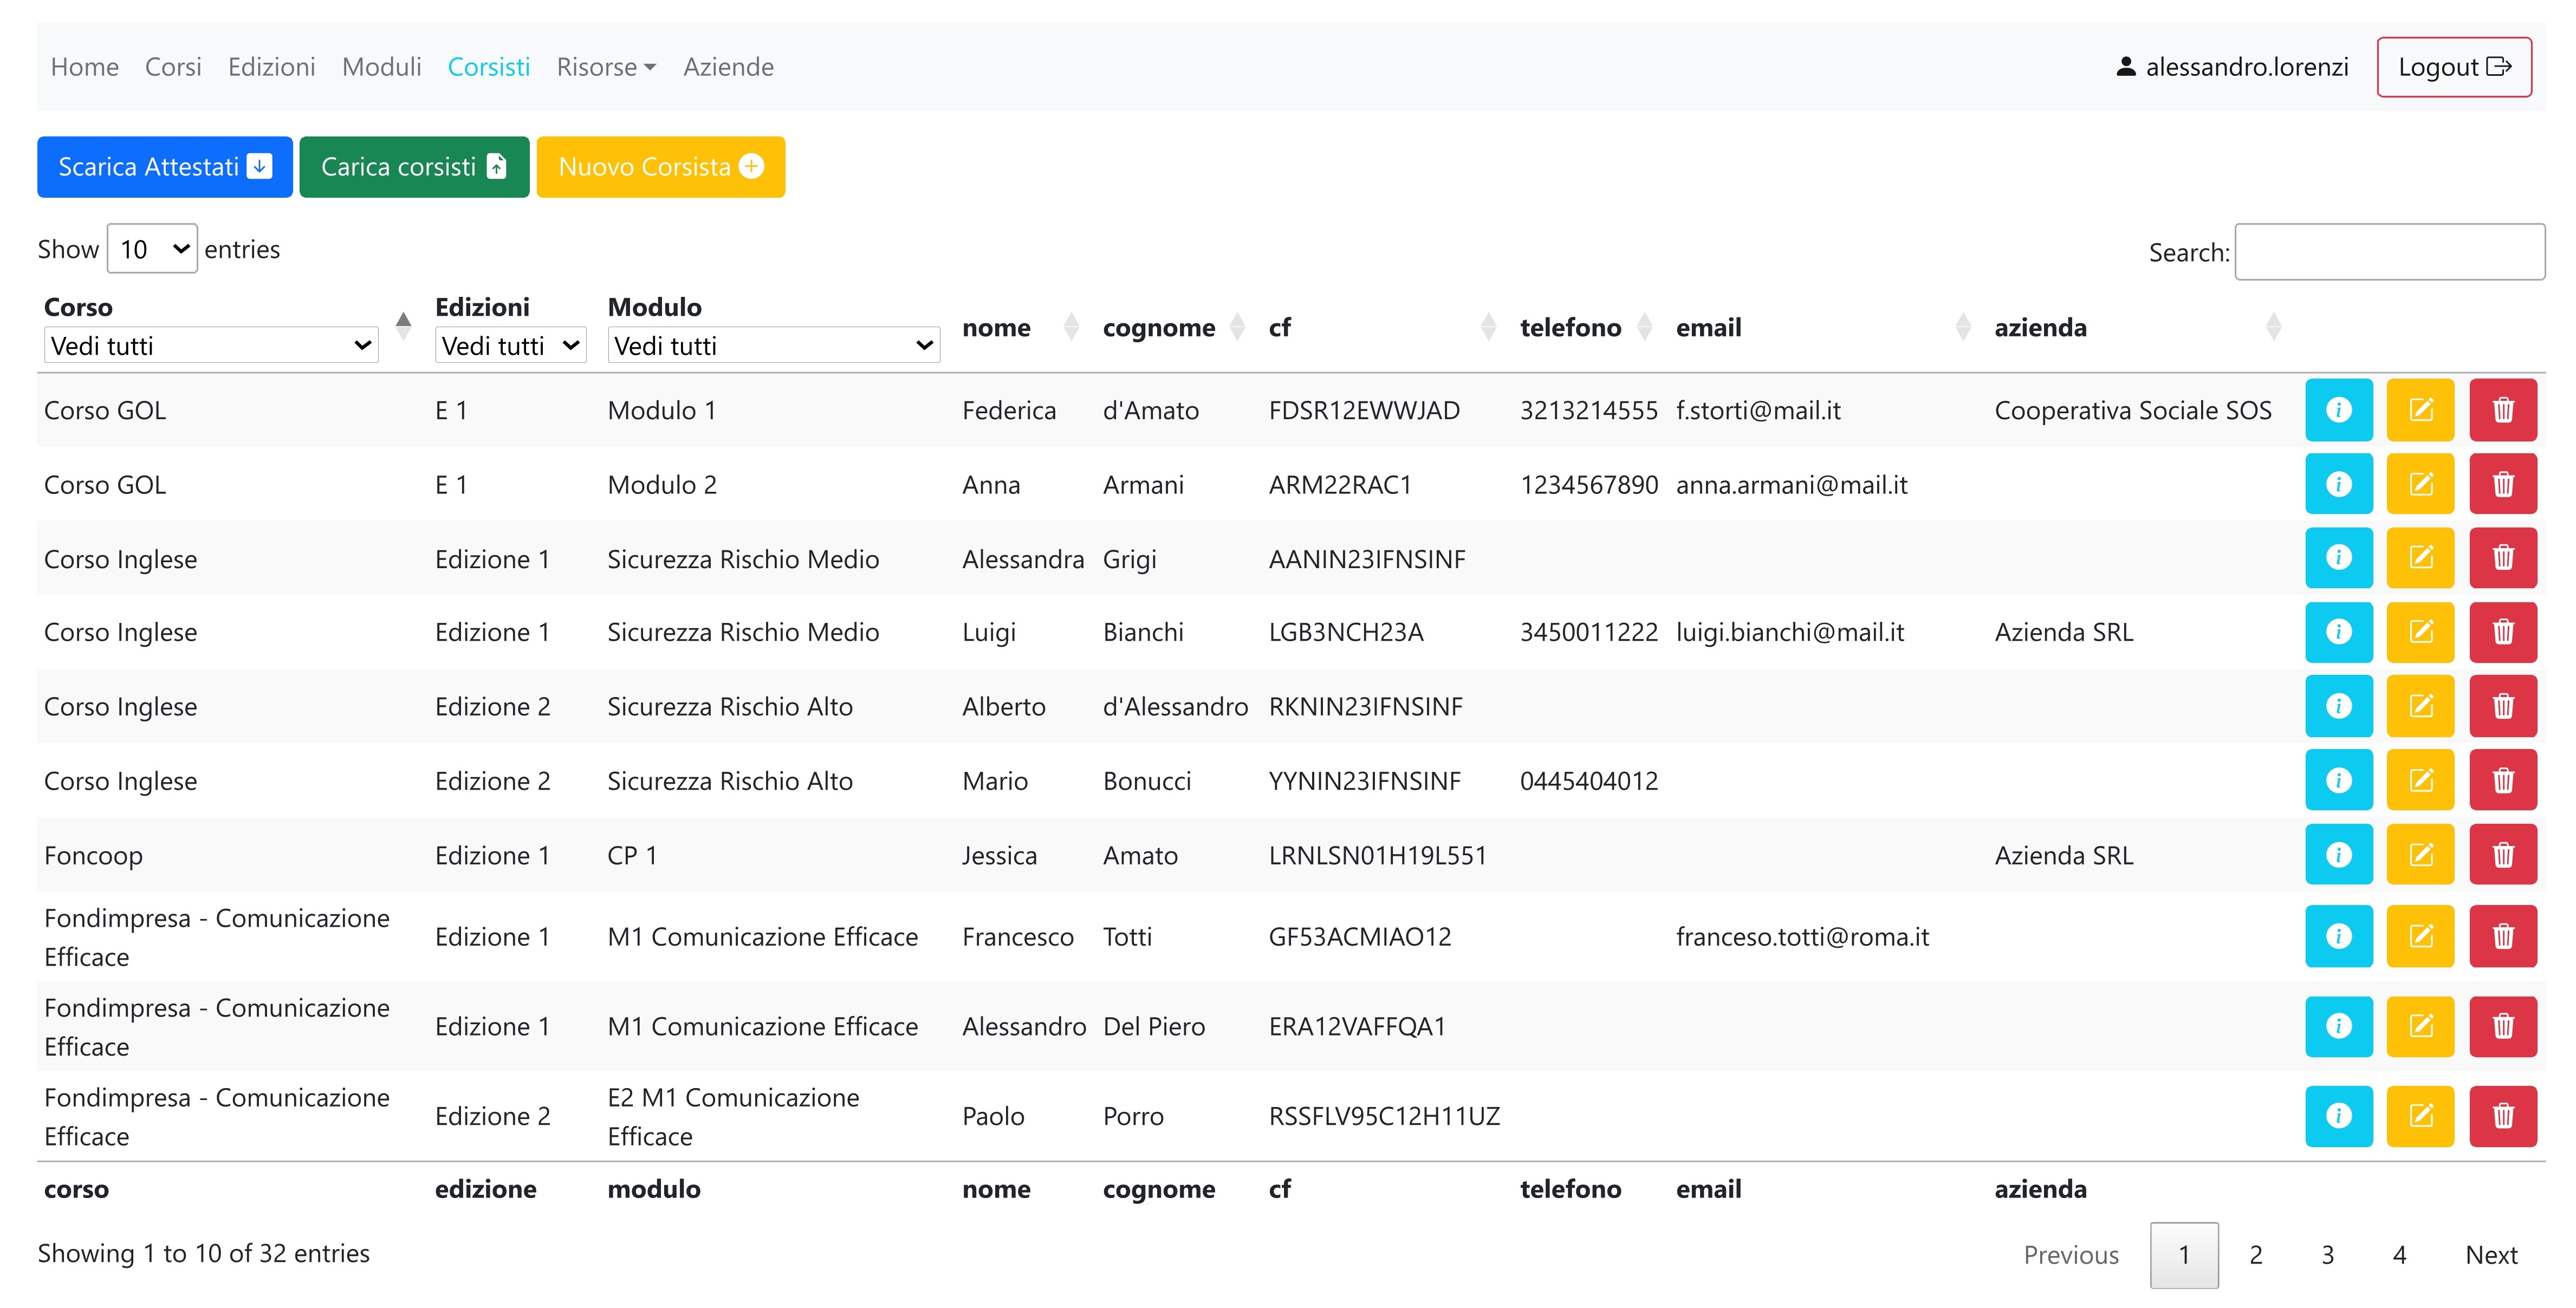 Home Corsi Edizioni Moduli Corsisti Risorse Aziende alessandro.lorenzi Logout
Scarica Attestati Carica corsisti Nuovo Corsista
Show 10 entries Search:
Corso Edizioni Modulo nome cognome cf telefono email azienda
Vedi tutti Vedi tutti Vedi tutti
Corso GOL E 1 Modulo 1 Federica d'Amato FDSR12EWWJAD 3213214555 f.storti@mail.it Cooperativa Sociale SOS
Corso GOL E 1 Modulo 2 Anna Armani ARM22RAC1 1234567890 anna.armani@mail.it
Corso Inglese Edizione 1 Sicurezza Rischio Medio Alessandra Grigi AANIN23IFNSINF
Corso Inglese Edizione 1 Sicurezza Rischio Medio Luigi Bianchi LGB3NCH23A 3450011222 luigi.bianchi@mail.it Azienda SRL
Corso Inglese Edizione 2 Sicurezza Rischio Alto Alberto d'Alessandro RKNIN23IFNSINF
Corso Inglese Edizione 2 Sicurezza Rischio Alto Mario Bonucci YYNIN23IFNSINF 0445404012
Foncoop Edizione 1 CP 1 Jessica Amato LRNLSN01H19L551 Azienda SRL
Fondimpresa - Comunicazione
Efficace Edizione 1 M1 Comunicazione Efficace Francesco Totti GF53ACMIAO12 franceso.totti@roma.it
Fondimpresa - Comunicazione
Efficace Edizione 1 M1 Comunicazione Efficace Alessandro Del Piero ERA12VAFFQA1
Fondimpresa - Comunicazione E2 M1 Comunicazione
Efficace Edizione 2 Efficace Paolo Porro RSSFLV95C12H11UZ
corso edizione modulo nome cognome cf telefono email azienda
Showing 1 to 10 of 32 entries Previous 1 2 3 4 Next